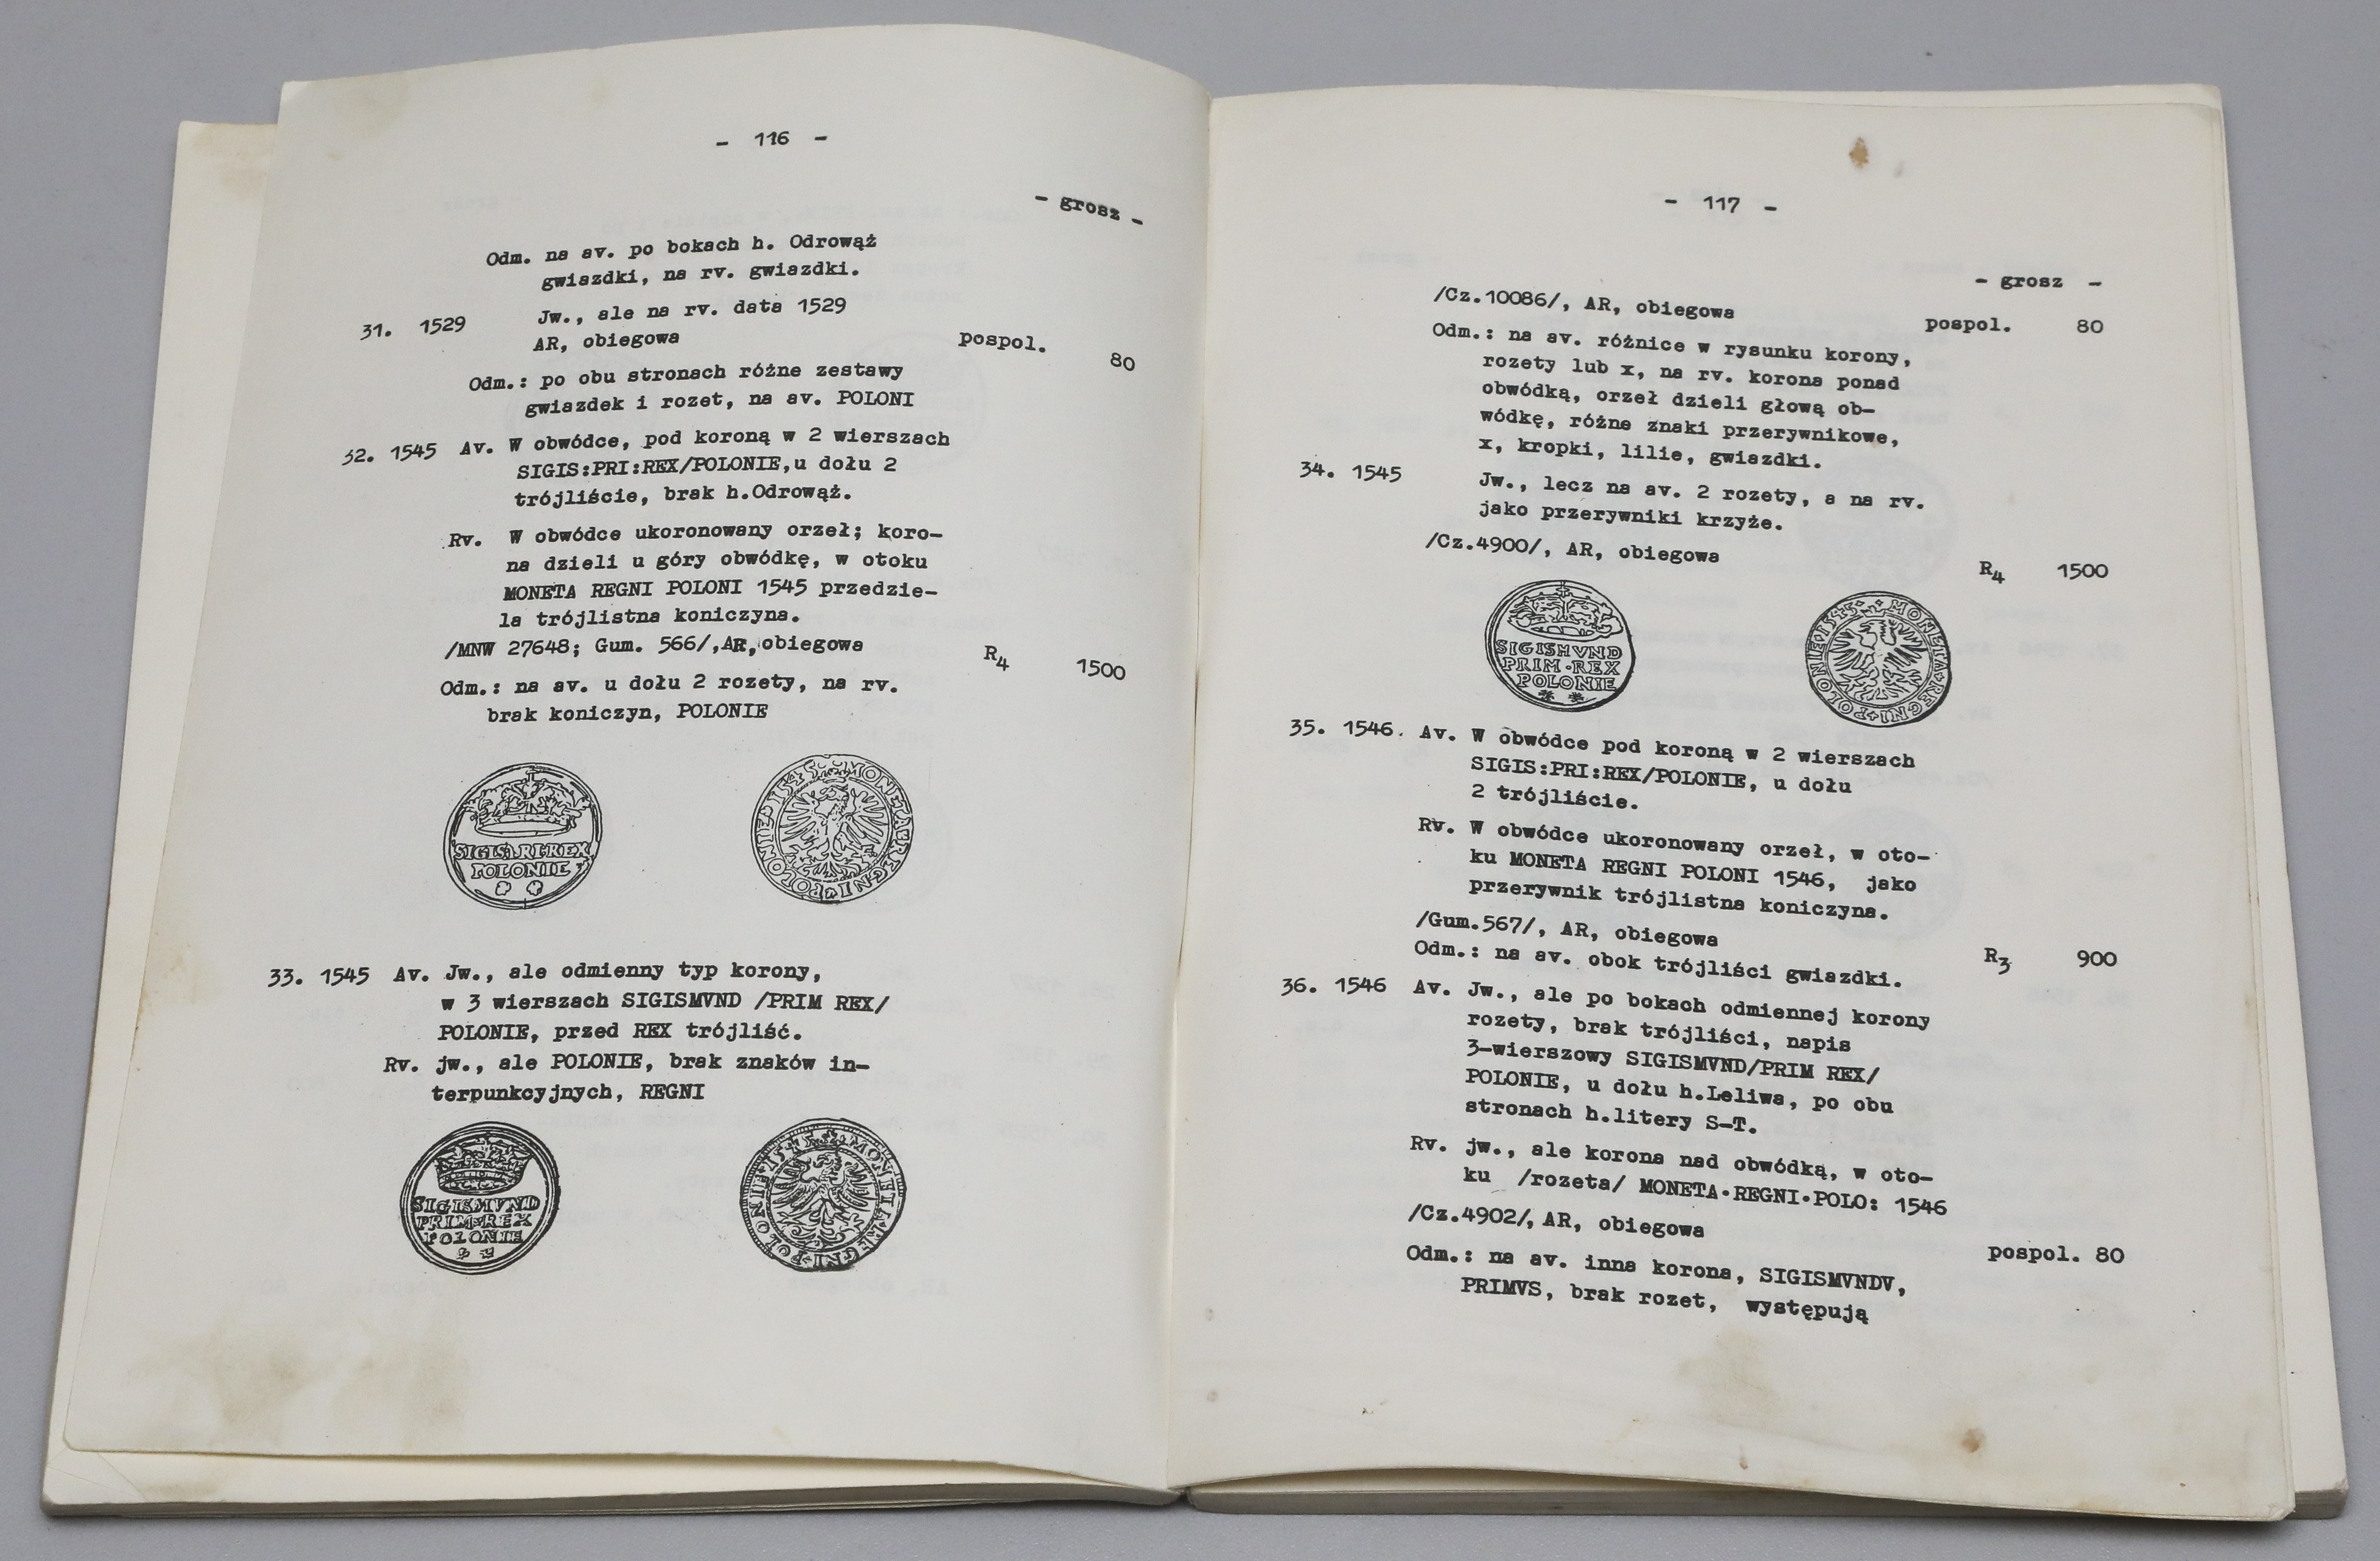 - 116 -
- grosz -
Odm. na av. po bokach h. Odrowąż
gwiazdki, na rv. gwiazdki.
31. 1529 Jw., ale na rv. data 1529
AR, obiegowa pospol. 80
Odm.: po obu stronach różne zestawy
gwiazdek i rozet, na av. POLONI
32. 1545 Av. W obwódce, pod koroną w 2 wierszach
SIGIS:PRI:REX/POLONIE,u dołu 2
trójliście, brak h.Odrowąż.
Rv. W obwódce ukoronowany orzeł; koro-
na dzieli u góry obwódkę, w otoku
MONETA REGNI POLONI 1545 przedzie-
la trójlistna koniczyna.
/MNW 27648; Gum. 566/,AR,obiegowa R4 1500
Odm.: na av. u dołu 2 rozety, na rv.
brak koniczyn, POLONIE
SIGIS:PRI:REX
POLONIE
MONETA REGNI POLONIE 1545
33. 1545 Av. Jw., ale odmienny typ korony,
w 3 wierszach SIGISMVND /PRIM REX/
POLONIE, przed REX trójliść.
Rv. jw., ale POLONIE, brak znaków in-
terpunkcyjnych, REGNI
SIGISMVND
PRIM·REX
POLONIE
MONETA REGNI POLONIE 1545
- 117 -
- grosz -
/Cz.10086/, AR, obiegowa pospol. 80
Odm.: na av. różnice w rysunku korony,
rozety lub x, na rv. korona ponad
obwódką, orzeł dzieli głową ob-
wódkę, różne znaki przerywnikowe,
x, kropki, lilie, gwiazdki.
34. 1545 Jw., lecz na av. 2 rozety, a na rv.
jako przerywniki krzyże.
/Cz.4900/, AR, obiegowa R4 1500
SIGISMVND
PRIM·REX
POLONIE
MONETA+REGNI+POLONIE+1545
35. 1546. Av. W obwódce pod koroną w 2 wierszach
SIGIS:PRI:REX/POLONIE, u dołu
2 trójliście.
Rv. W obwódce ukoronowany orzeł, w oto-
ku MONETA REGNI POLONI 1546, jako
przerywnik trójlistna koniczyna.
/Gum.567/, AR, obiegowa R3 900
Odm.: na av. obok trójliści gwiazdki.
36. 1546 Av. Jw., ale po bokach odmiennej korony
rozety, brak trójliści, napis
3-wierszowy SIGISMVND/PRIM REX/
POLONIE, u dołu h.Leliwa, po obu
stronach h.litery S-T.
Rv. jw., ale korona nad obwódką, w oto-
ku /rozeta/ MONETA·REGNI·POLO: 1546
/Cz.4902/, AR, obiegowa pospol. 80
Odm.: na av. inna korona, SIGISMVNDV,
PRIMVS, brak rozet, występują